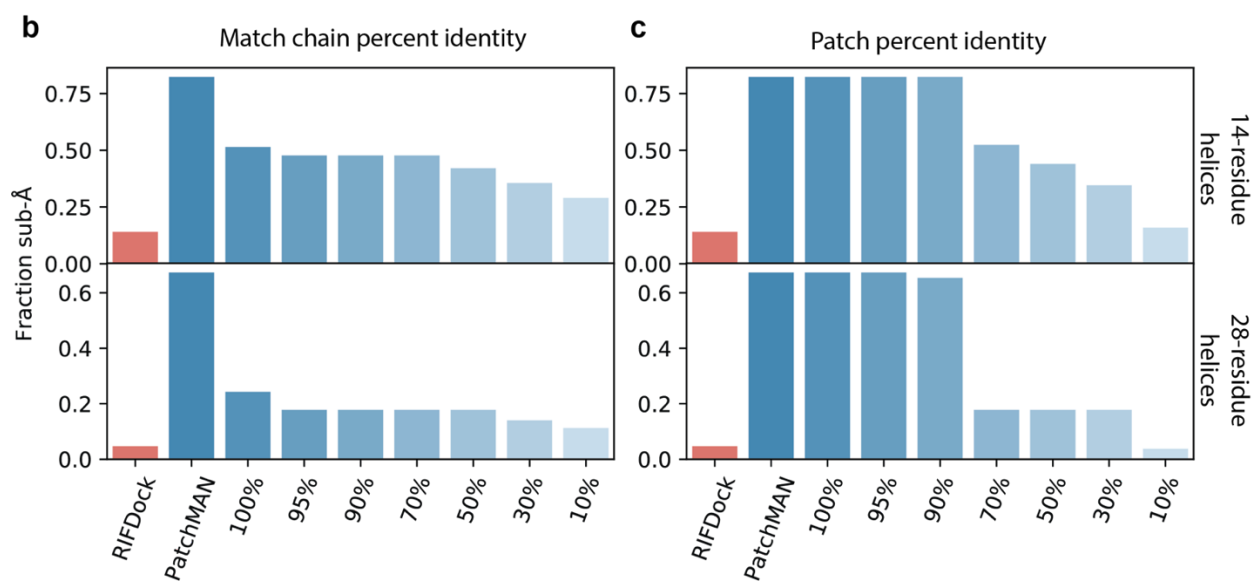 b
Match chain percent identity
c
Patch percent identity
Fraction sub-Å
0.75
0.50
0.25
0.00
0.75
0.50
0.25
0.00
14-residue
helices
0.6
0.4
0.2
0.0
0.6
0.4
0.2
0.0
28-residue
helices
RIFDock
PatchMAN
100%
95%
90%
70%
50%
30%
10%
RIFDock
PatchMAN
100%
95%
90%
70%
50%
30%
10%